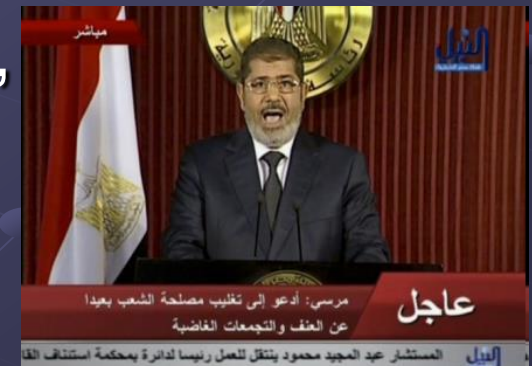 مباشر
النيل
عاجل
مرسي: أدعو إلى تغليب مصلحة الشعب بعيدا
عن العنف والتجمعات الغاضبة
النيل المستشار عبد المجيد محمود ينتقل للعمل رئيسا لدائرة بمحكمة استئناف القا